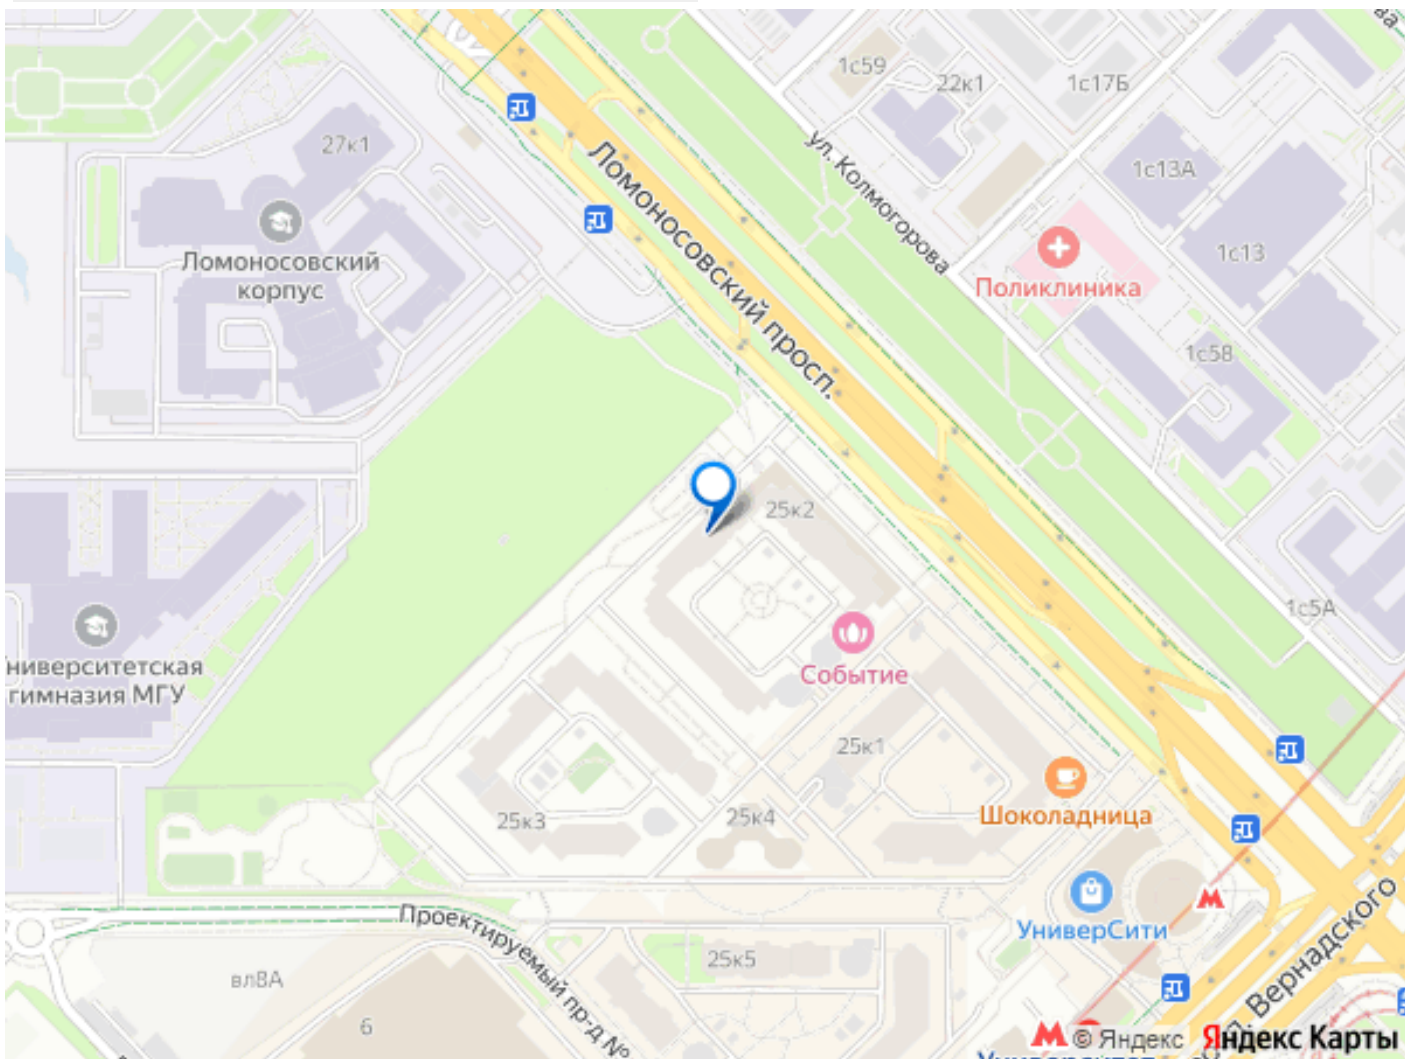 1с59
22к1
1с17Б
27к1
ул. Колмогорова
1с13А
Ломоносовский просп.
1с13
Ломоносовский
корпус
Поликлиника
1с58
25к2
1с5А
ниверситетская
гимназия МГУ
Событие
25к1
Шоколадница
25к3
25к4
УниверСити
Проектируемый пр-д №
Вернадского
25к5
вл8А
6
© Яндекс
Яндекс Карты